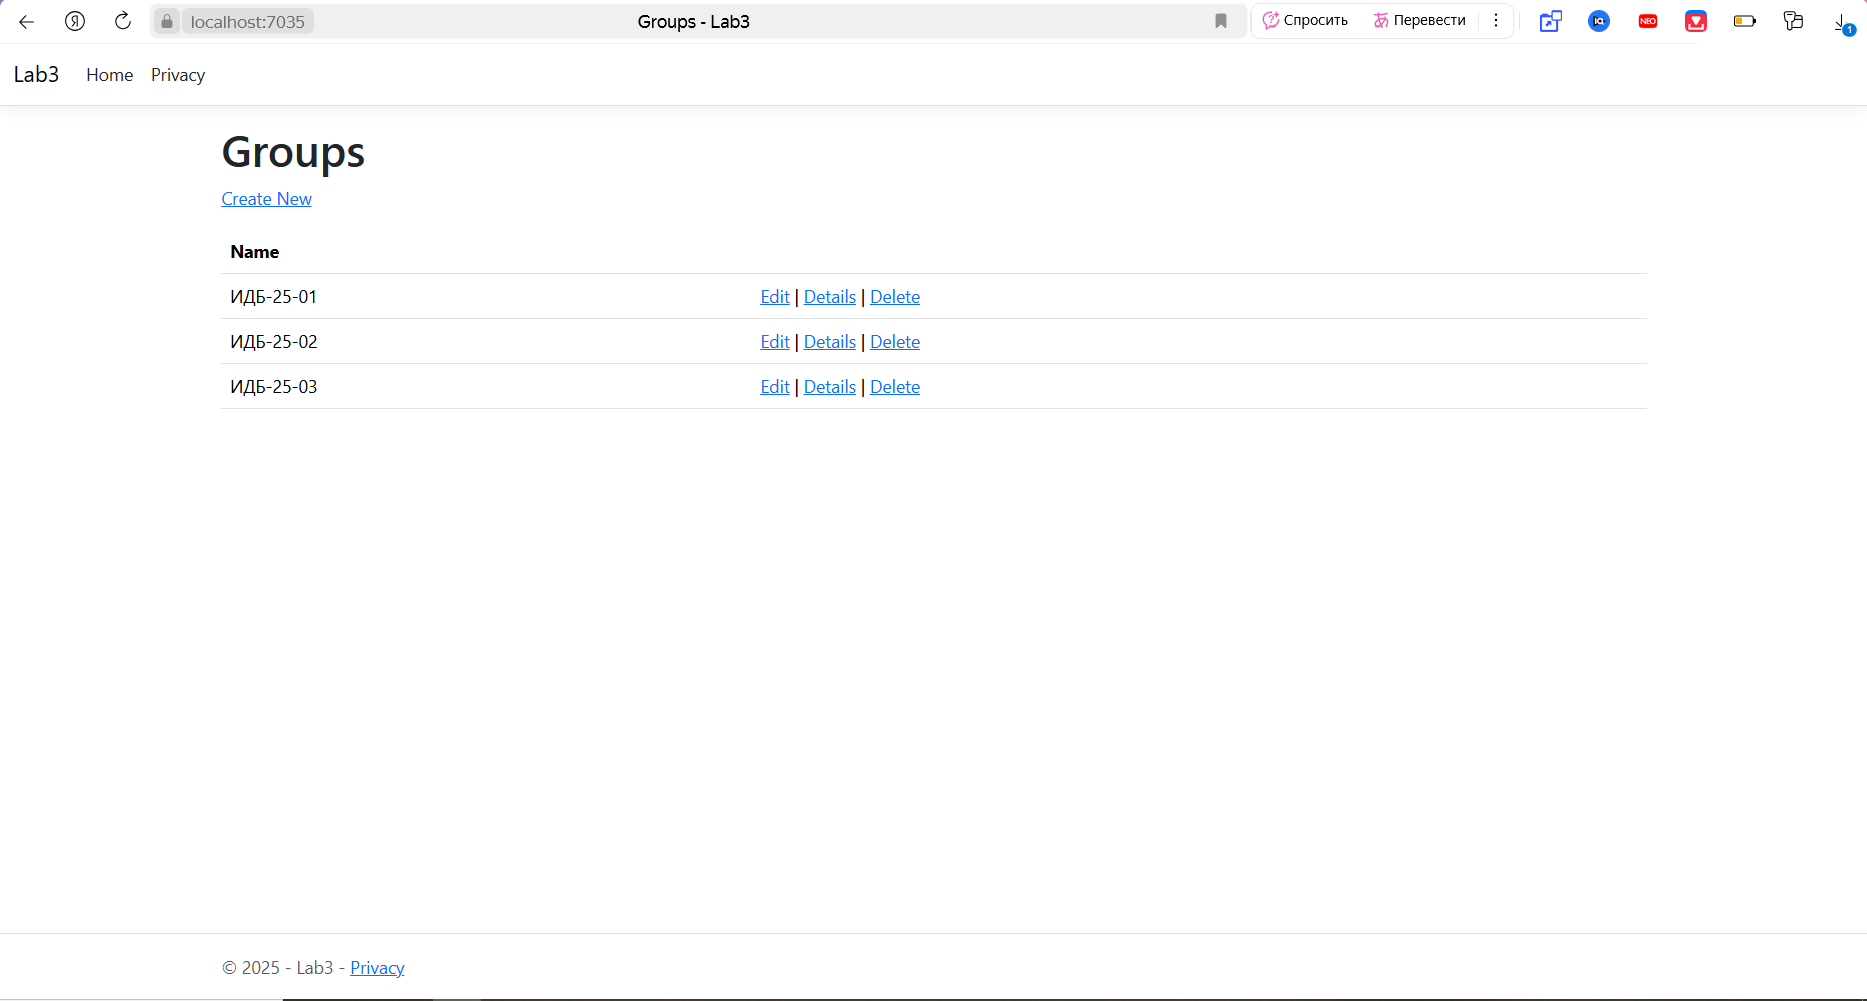 localhost:7035 Groups - Lab3 Спросить Перевести
Lab3 Home Privacy
Groups
Create New
Name
ИДБ-25-01 Edit | Details | Delete
ИДБ-25-02 Edit | Details | Delete
ИДБ-25-03 Edit | Details | Delete
© 2025 - Lab3 - Privacy